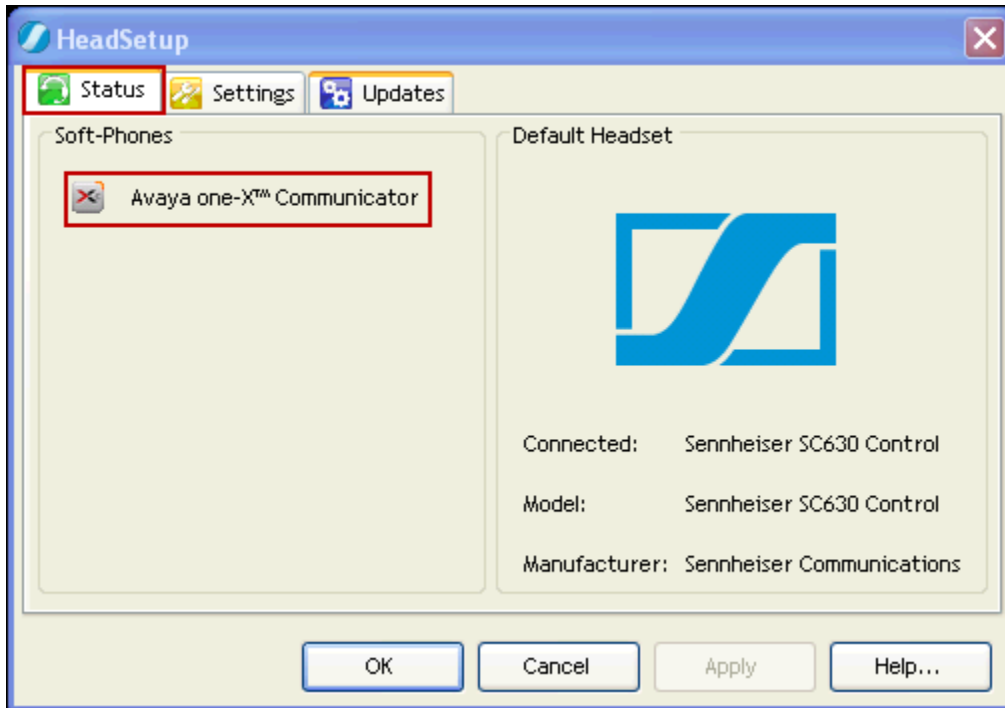 HeadSetup
Status Settings Updates
Soft-Phones
Avaya one-X™ Communicator
Default Headset
Connected: Sennheiser SC630 Control
Model: Sennheiser SC630 Control
Manufacturer: Sennheiser Communications
OK Cancel Apply Help...